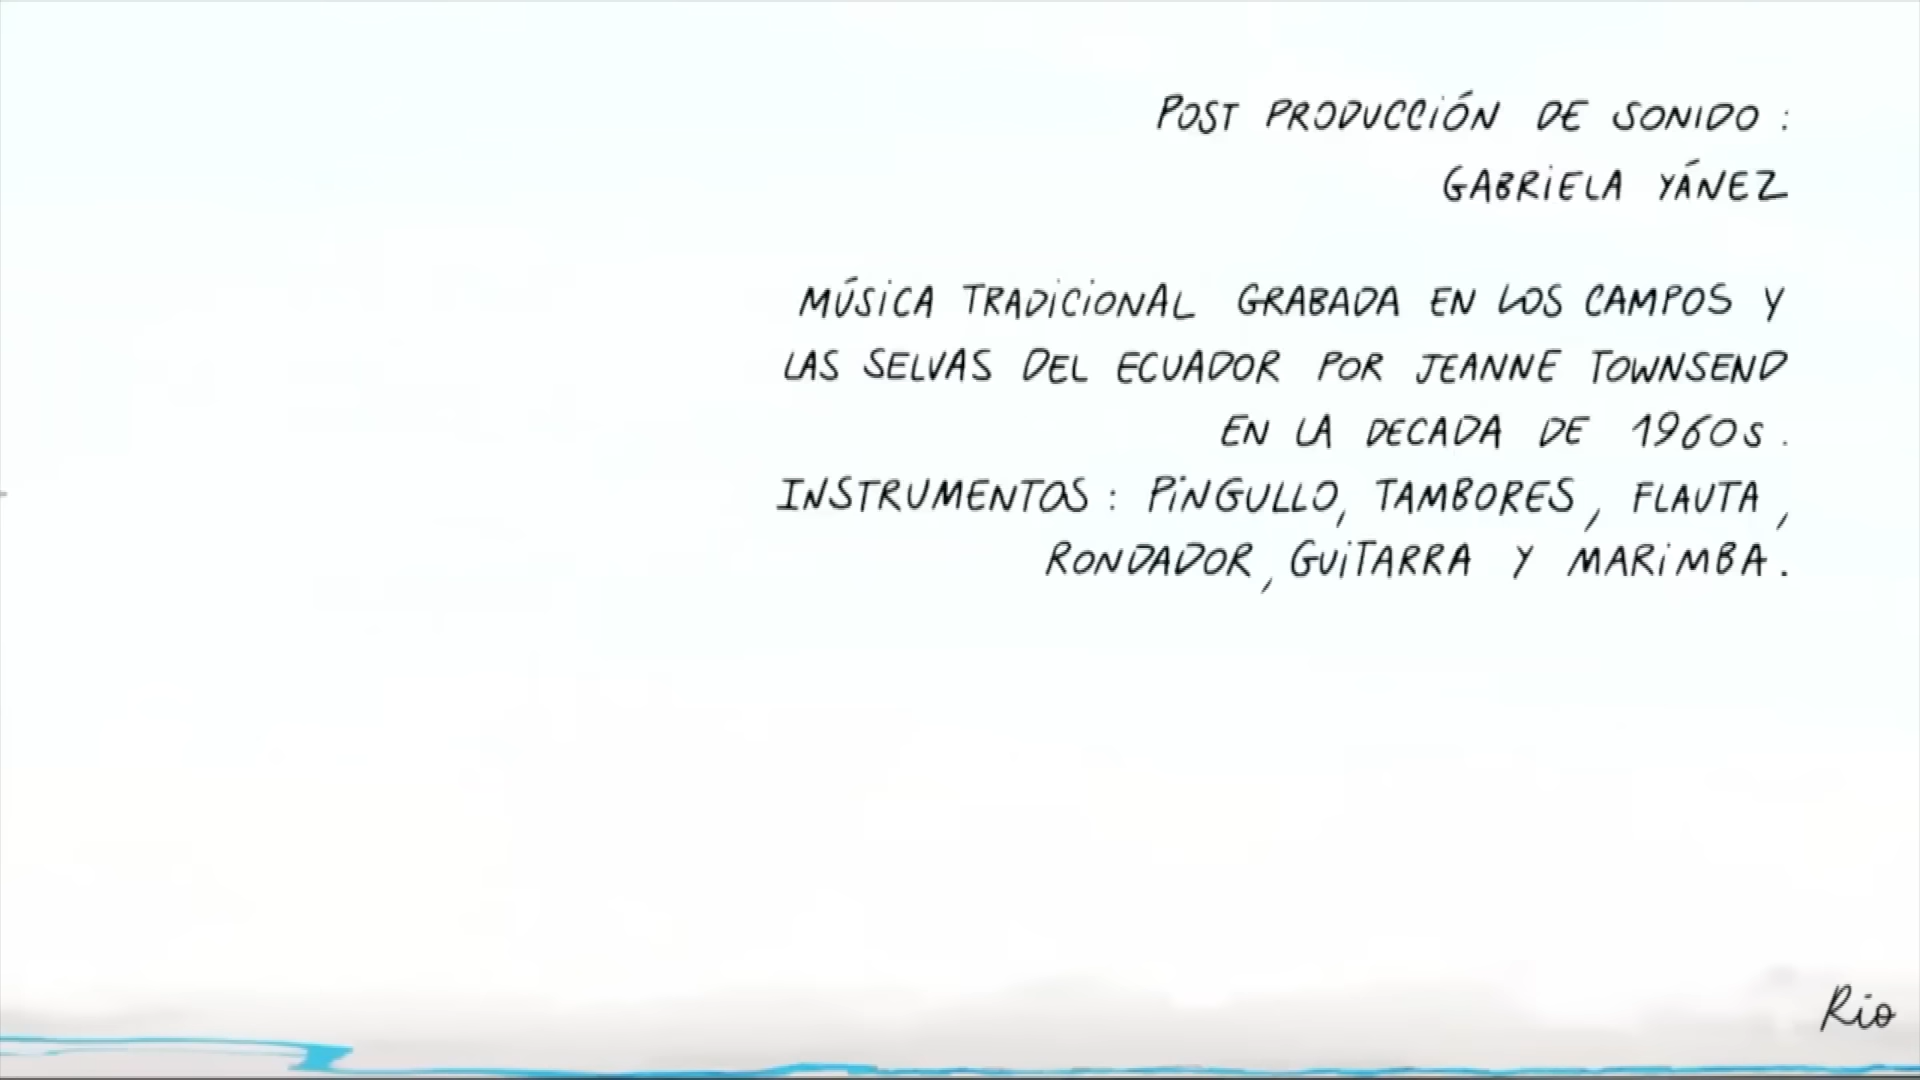 POST PRODUCCIÓN DE SONIDO :
GABRIELA YÁNEZ
MÚSICA TRADICIONAL GRABADA EN LOS CAMPOS Y
LAS SELVAS DEL ECUADOR POR JEANNE TOWNSEND
EN LA DECADA DE 1960s.
INSTRUMENTOS : PINGULLO, TAMBORES, FLAUTA,
RONDADOR, GUITARRA Y MARIMBA.
Rio